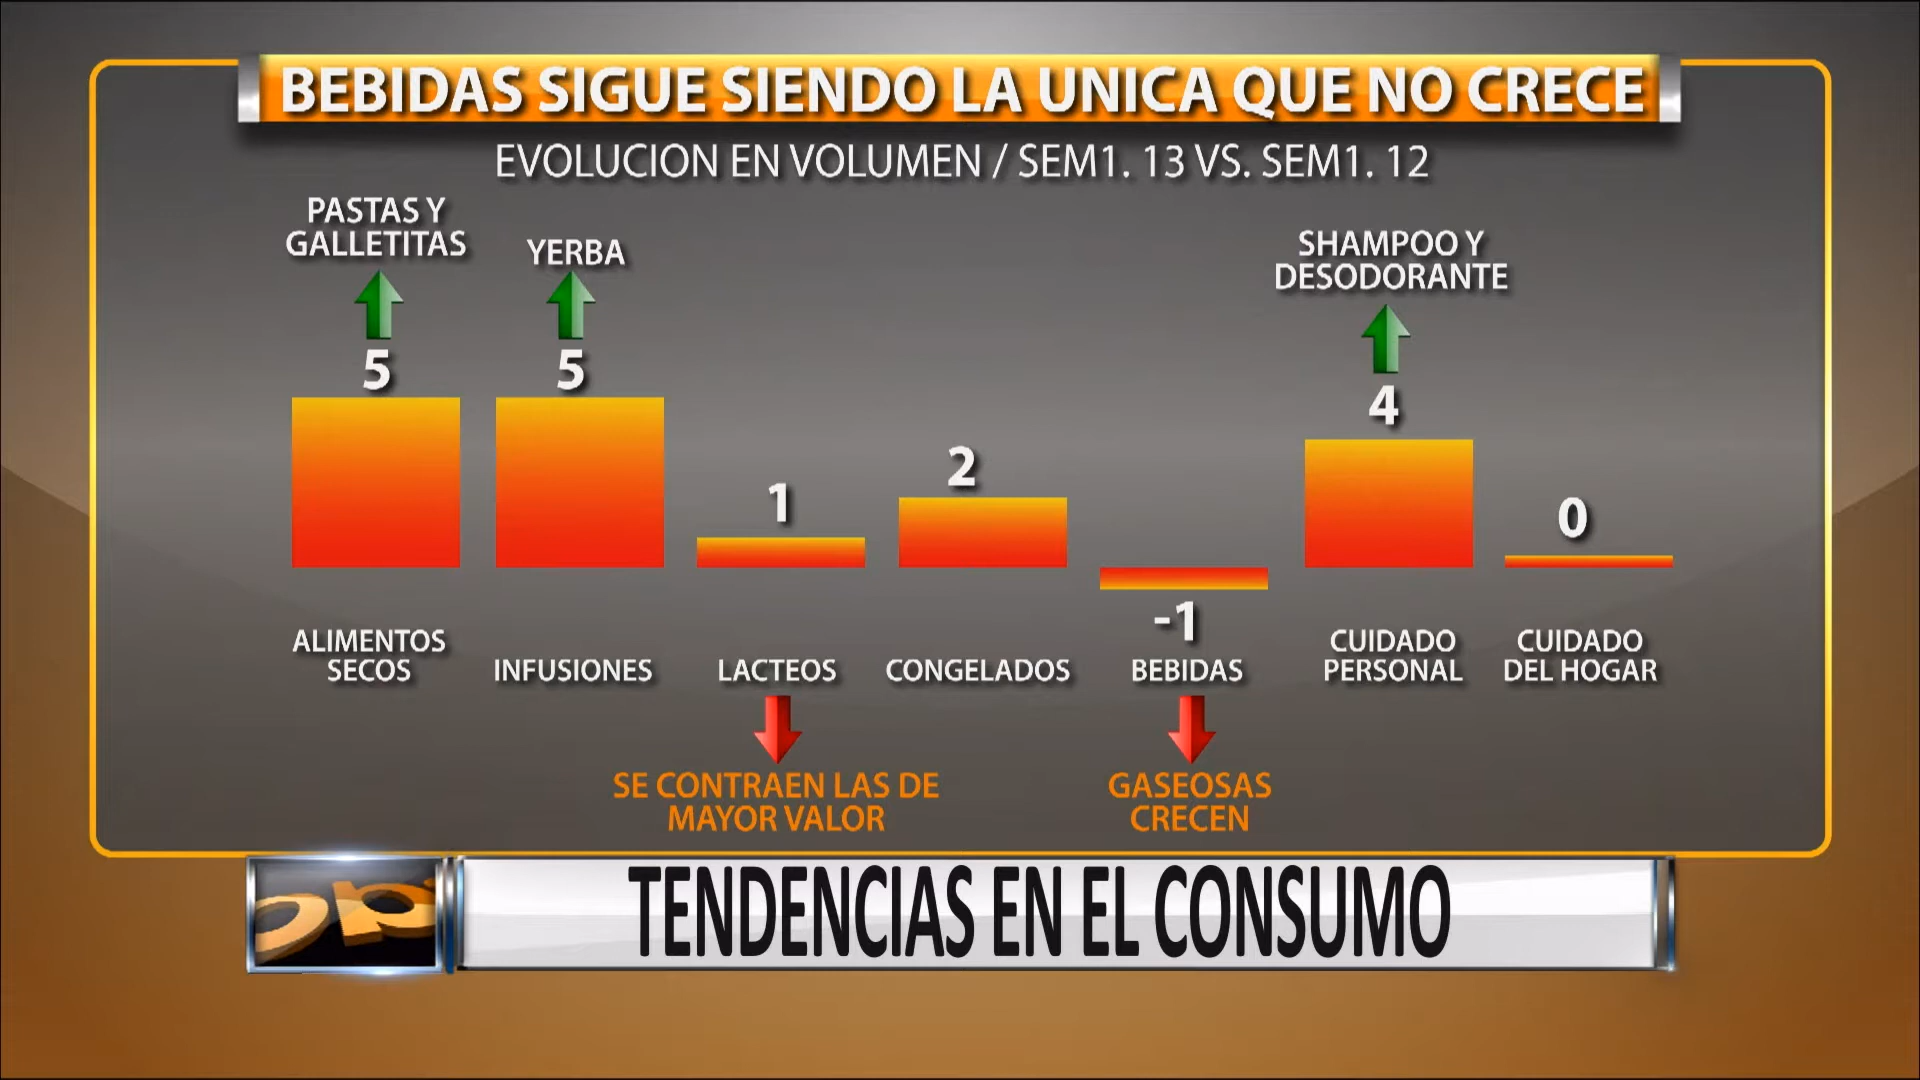 BEBIDAS SIGUE SIENDO LA UNICA QUE NO CRECE
EVOLUCION EN VOLUMEN / SEM1. 13 VS. SEM1. 12
PASTAS Y
GALLETITAS
YERBA
SHAMPOO Y
DESODORANTE
5
5
1
2
-1
4
0
ALIMENTOS
SECOS
INFUSIONES
LACTEOS
CONGELADOS
BEBIDAS
CUIDADO
PERSONAL
CUIDADO
DEL HOGAR
SE CONTRAEN LAS DE
MAYOR VALOR
GASEOSAS
CRECEN
TENDENCIAS EN EL CONSUMO